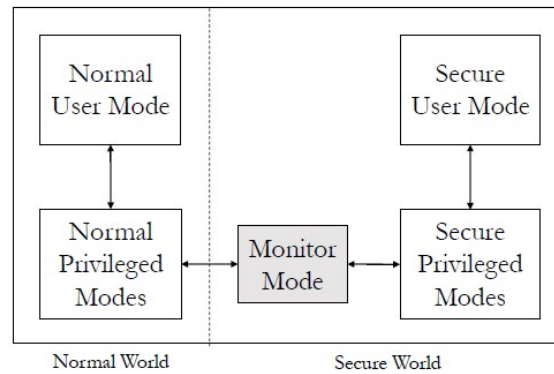 Normal
User Mode
Secure
User Mode
Normal
Privileged
Modes
Monitor
Mode
Secure
Privileged
Modes
Normal World
Secure World